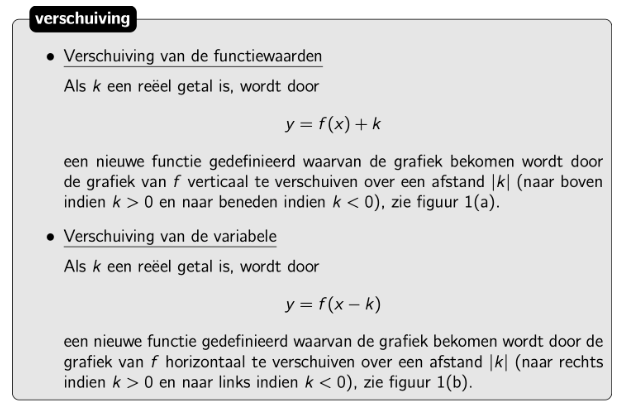 verschuiving
• Verschuiving van de functiewaarden
Als k een reëel getal is, wordt door
y = f(x) + k
een nieuwe functie gedefinieerd waarvan de grafiek bekomen wordt door
de grafiek van f verticaal te verschuiven over een afstand |k| (naar boven
indien k > 0 en naar beneden indien k < 0), zie figuur 1(a).
• Verschuiving van de variabele
Als k een reëel getal is, wordt door
y = f(x − k)
een nieuwe functie gedefinieerd waarvan de grafiek bekomen wordt door de
grafiek van f horizontaal te verschuiven over een afstand |k| (naar rechts
indien k > 0 en naar links indien k < 0), zie figuur 1(b).